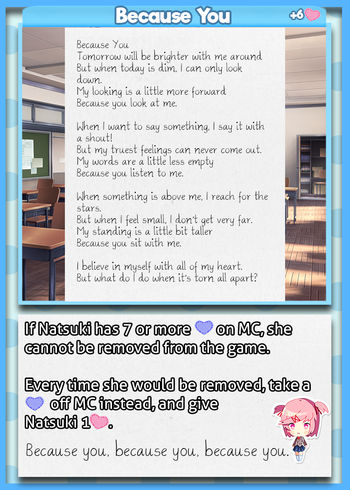 Because You
+6
Because You
Tomorrow will be brighter with me around
But when today is dim, I can only look
down.
My looking is a little more forward
Because you look at me.
When I want to say something, I say it with
a shout!
But my truest feelings can never come out.
My words are a little less empty
Because you listen to me.
When something is above me, I reach for the
stars.
But when I feel small, I don't get very far.
My standing is a little bit taller
Because you sit with me.
I believe in myself with all of my heart.
But what do I do when it's torn all apart?
If Natsuki has 7 or more on MC, she
cannot be removed from the game.
Every time she would be removed, take a
off MC instead, and give
Natsuki 1.
Because you, because you, because you.